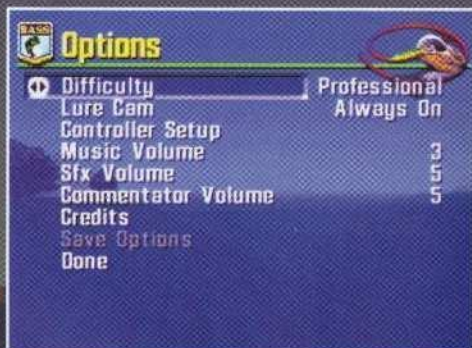 BASS
Options
Difficulty Professional
Lure Cam Always On
Controller Setup
Music Volume 3
Sfx Volume 5
Commentator Volume 5
Credits
Save Options
Done